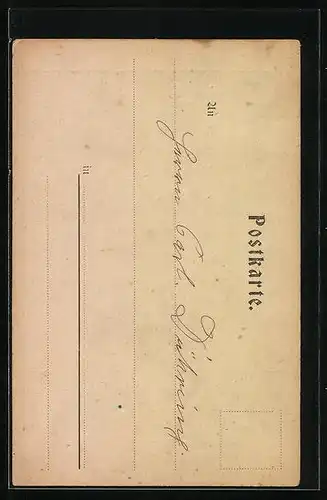 Postkarte.
An
Herrn Carl
in